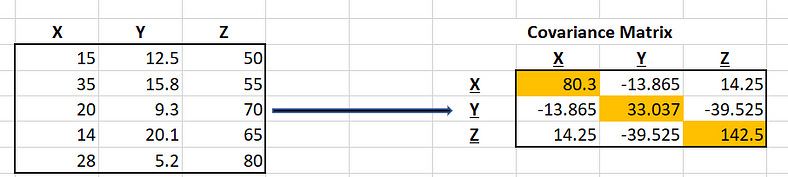 X Y Z Covariance Matrix
15 12.5 50 X Y Z
35 15.8 55 X 80.3 -13.865 14.25
20 9.3 70 Y -13.865 33.037 -39.525
14 20.1 65 Z 14.25 -39.525 142.5
28 5.2 80